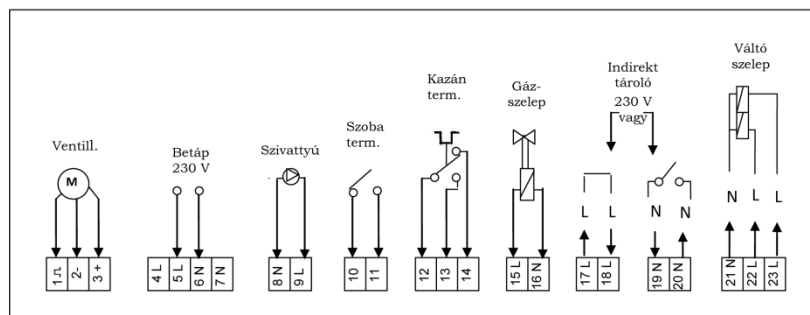 Ventill.
M
Betáp
230 V
Szivattyú
Szoba
term.
Kazán
term.
Gáz-
szelep
Indirekt
tároló
230 V
vagy
Váltó
szelep
L
L
N
N
N
L
L
1⎍
2-
3 +
4 L
5 L
6 N
7 N
8 N
9 L
10
11
12
13
14
15 L
16 N
17 L
18 L
19 N
20 N
21 N
22 L
23 L